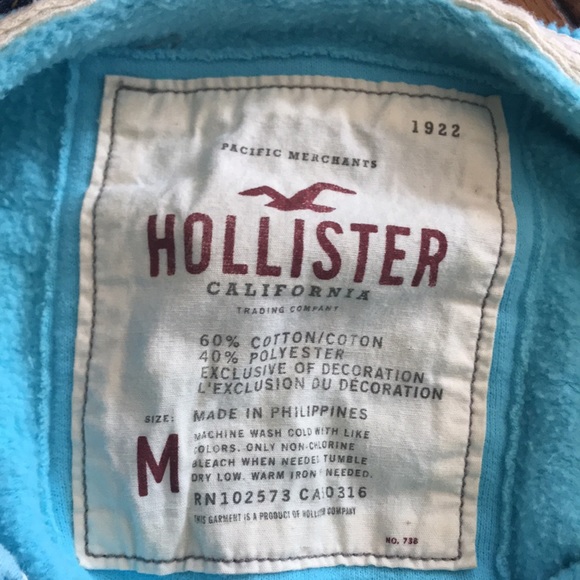 1922
PACIFIC MERCHANTS
HOLLISTER
CALIFORNIA
TRADING COMPANY
60% COTTON/COTON
40% POLYESTER
EXCLUSIVE OF DECORATION
L'EXCLUSION DU DÉCORATION
SIZE: MADE IN PHILIPPINES
M
MACHINE WASH COLD WITH LIKE
COLORS. ONLY NON-CHLORINE
BLEACH WHEN NEEDED TUMBLE
DRY LOW. WARM IRON NEEDED.
RN102573 CA10316
THIS GARMENT IS A PRODUCT OF HOLLISTER COMPANY
NO. 738